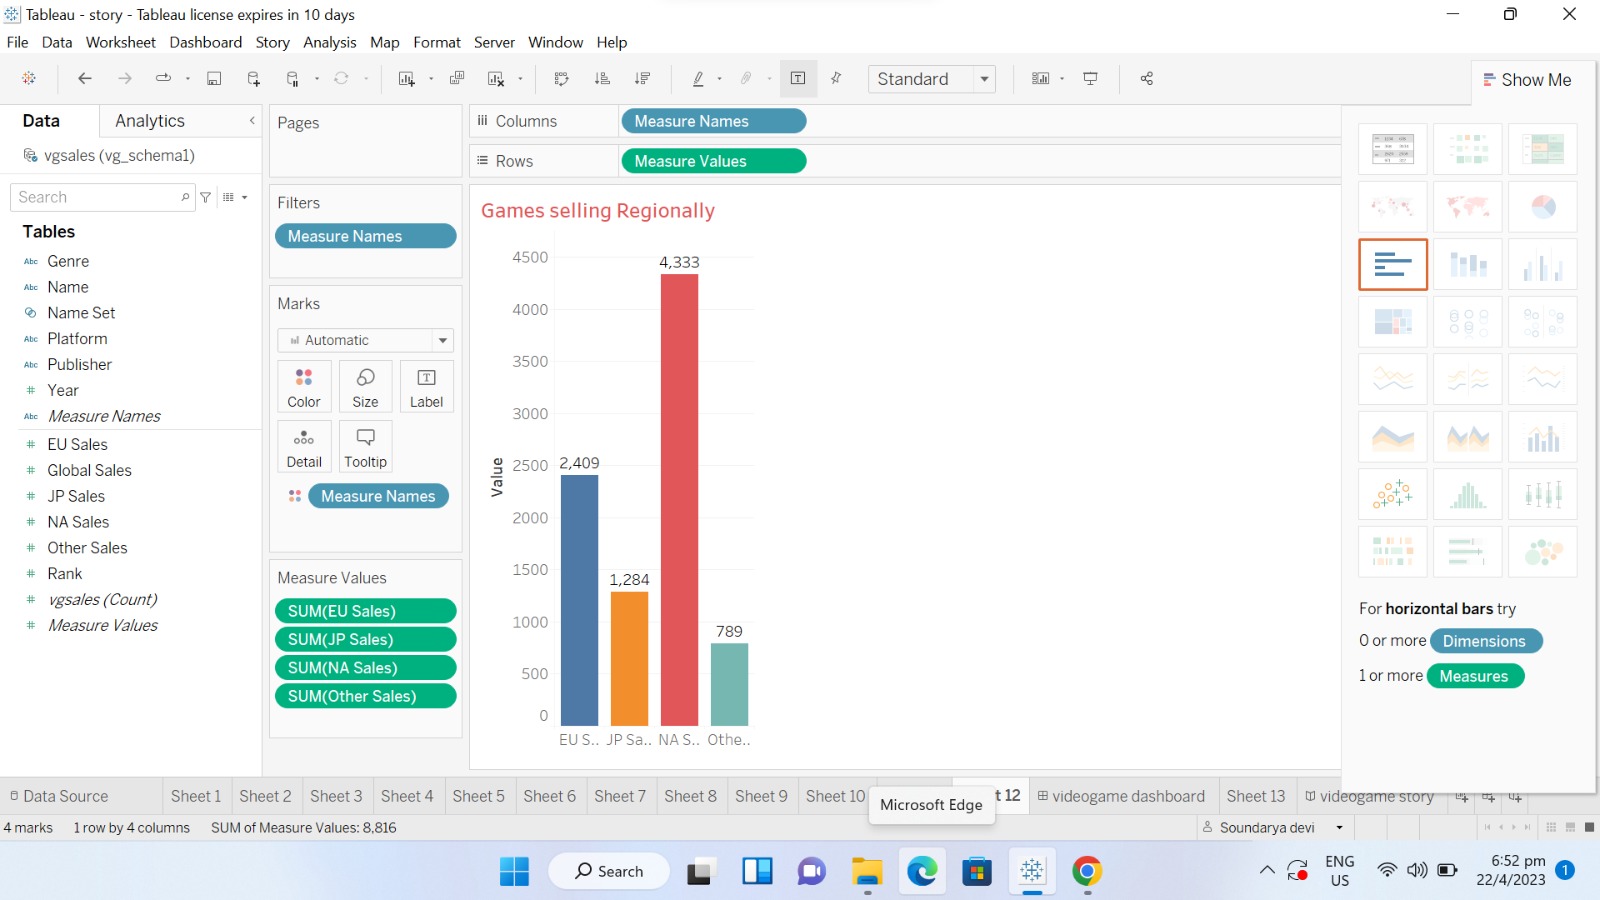 Tableau - story - Tableau license expires in 10 days
File Data Worksheet Dashboard Story Analysis Map Format Server Window Help
Standard
Show Me
Data Analytics
vgsales (vg_schema1)
Search
Tables
Abc Genre
Abc Name
Name Set
Abc Platform
Abc Publisher
# Year
Abc Measure Names
# EU Sales
# Global Sales
# JP Sales
# NA Sales
# Other Sales
# Rank
# vgsales (Count)
# Measure Values
Pages
Filters
Measure Names
Marks
Automatic
Color Size Label
Detail Tooltip
Measure Names
Measure Values
SUM(EU Sales)
SUM(JP Sales)
SUM(NA Sales)
SUM(Other Sales)
Columns Measure Names
Rows Measure Values
Games selling Regionally
Value
4500
4000
3500
3000
2500
2000
1500
1000
500
0
2,409
1,284
4,333
789
EU S.. JP Sa.. NA S.. Othe..
For horizontal bars try
0 or more Dimensions
1 or more Measures
Data Source Sheet 1 Sheet 2 Sheet 3 Sheet 4 Sheet 5 Sheet 6 Sheet 7 Sheet 8 Sheet 9 Sheet 10 t 12 videogame dashboard Sheet 13 videogame story
Microsoft Edge
4 marks 1 row by 4 columns SUM of Measure Values: 8,816
Soundarya devi
Search
ENG
US
6:52 pm
22/4/2023
1